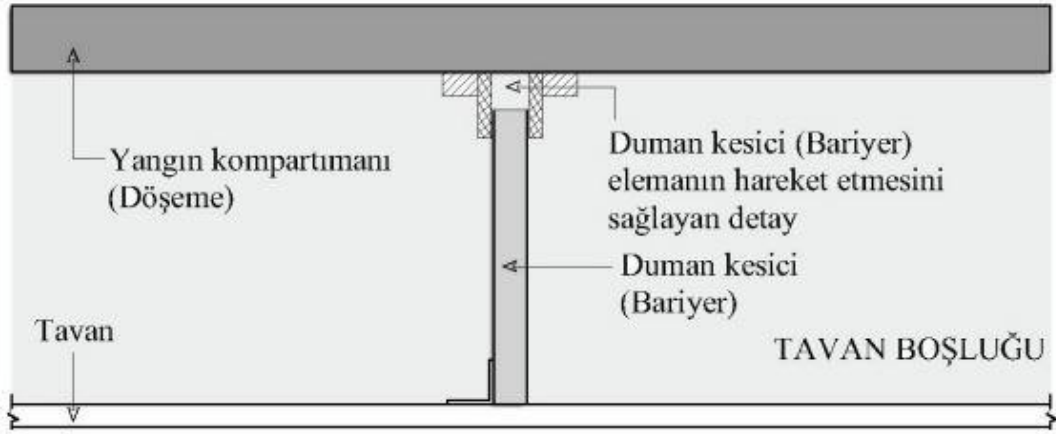 Yangın kompartımanı
(Döşeme)
Duman kesici (Bariyer)
elemanın hareket etmesini
sağlayan detay
Duman kesici
(Bariyer)
Tavan
TAVAN BOŞLUĞU